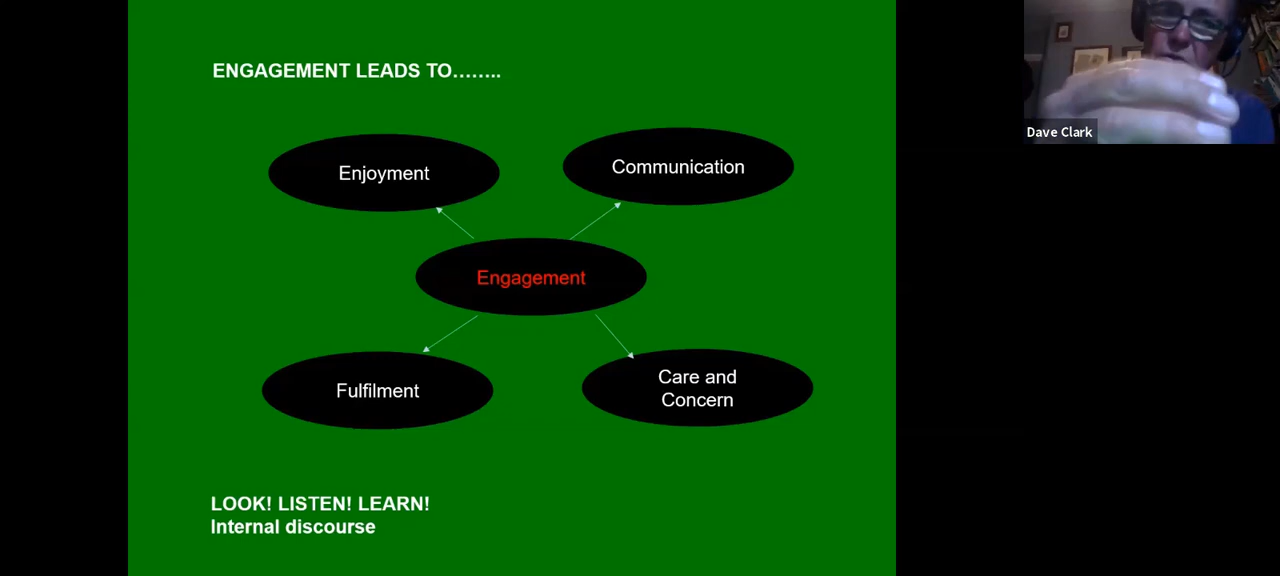 ENGAGEMENT LEADS TO……..
Enjoyment
Communication
Engagement
Fulfilment
Care and
Concern
LOOK! LISTEN! LEARN!
Internal discourse
Dave Clark